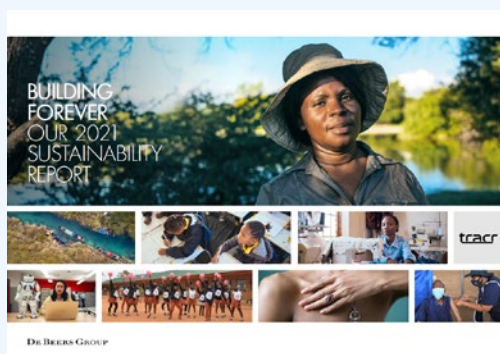 BUILDING
FOREVER
OUR 2021
SUSTAINABILITY
REPORT
tracr
DE BEERS GROUP